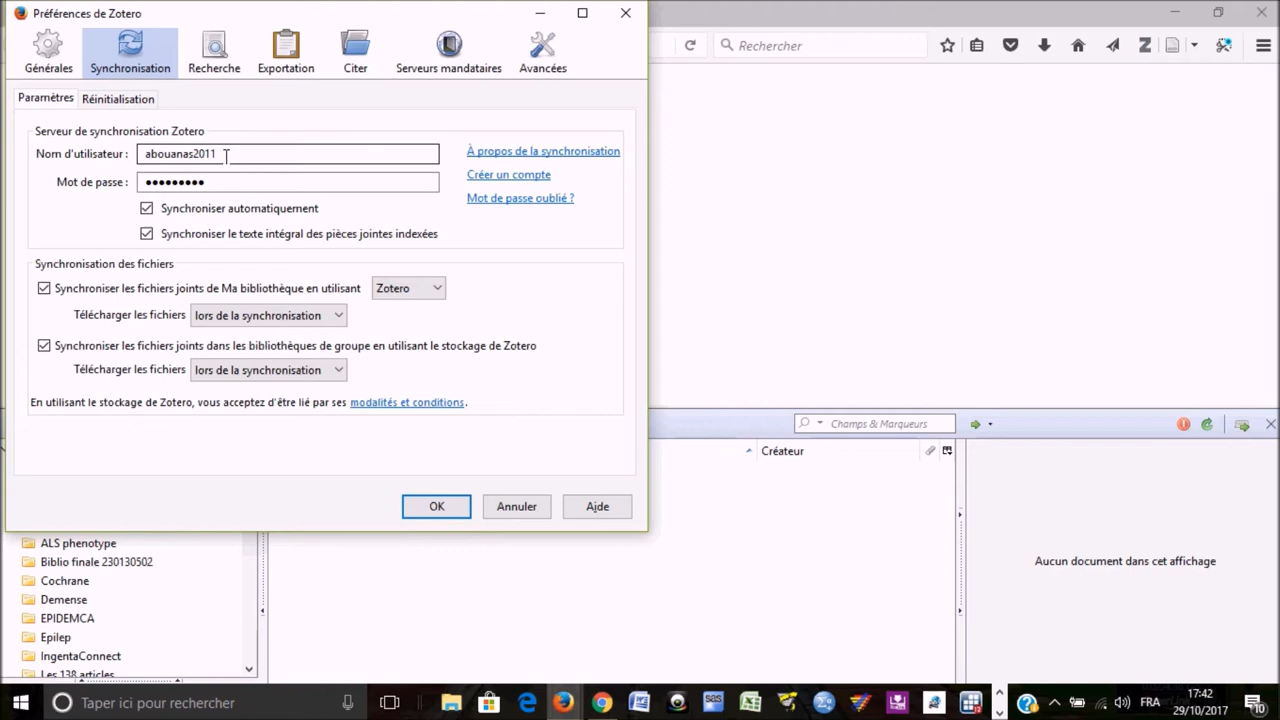 Préférences de Zotero
Générales Synchronisation Recherche Exportation Citer Serveurs mandataires Avancées
Rechercher
Paramètres Réinitialisation
Serveur de synchronisation Zotero
Nom d'utilisateur : abouanas2011 À propos de la synchronisation
Créer un compte
Mot de passe : ●●●●●●●●● Mot de passe oublié ?
Synchroniser automatiquement
Synchroniser le texte intégral des pièces jointes indexées
Synchronisation des fichiers
Synchroniser les fichiers joints de Ma bibliothèque en utilisant Zotero
Télécharger les fichiers lors de la synchronisation
Synchroniser les fichiers joints dans les bibliothèques de groupe en utilisant le stockage de Zotero
Télécharger les fichiers lors de la synchronisation
En utilisant le stockage de Zotero, vous acceptez d'être lié par ses modalités et conditions.
OK Annuler Aide
Champs & Marqueurs
Créateur
Aucun document dans cet affichage
ALS phenotype
Biblio finale 230130502
Cochrane
Demense
EPIDEMCA
Epilep
IngentaConnect
Les 138 articles
Taper ici pour rechercher
FRA
17:42
29/10/2017
10